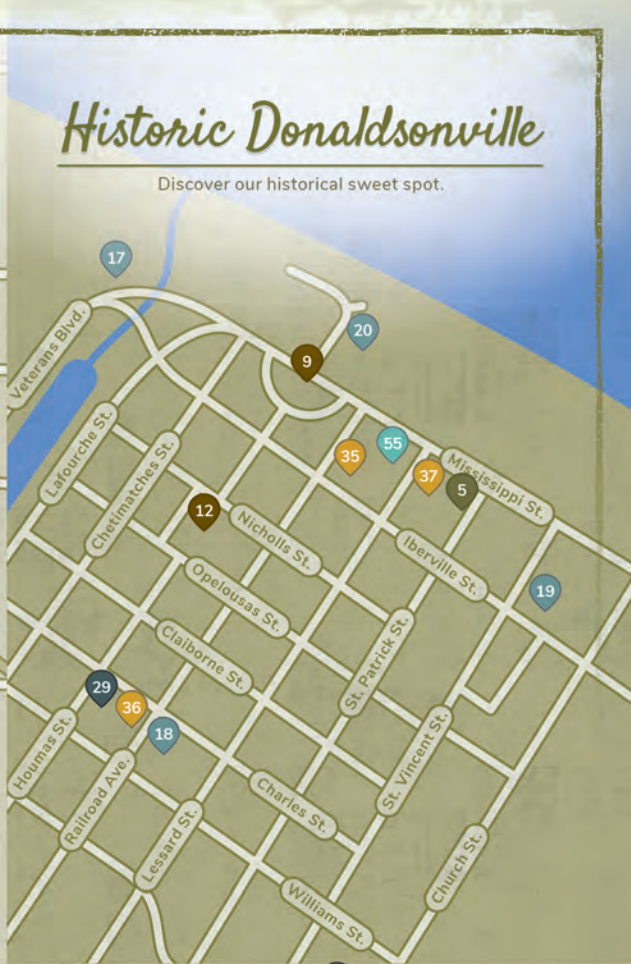 Historic Donaldsonville
Discover our historical sweet spot.
17
20
Veterans Blvd.
9
Lafourche St.
Chetimatches St.
35
55
37
5
Mississippi St.
12
Nicholls St.
Iberville St.
Opelousas St.
19
Claiborne St.
St. Patrick St.
29
36
18
Houmas St.
Railroad Ave.
St. Vincent St.
Lessard St.
Charles St.
Church St.
Williams St.